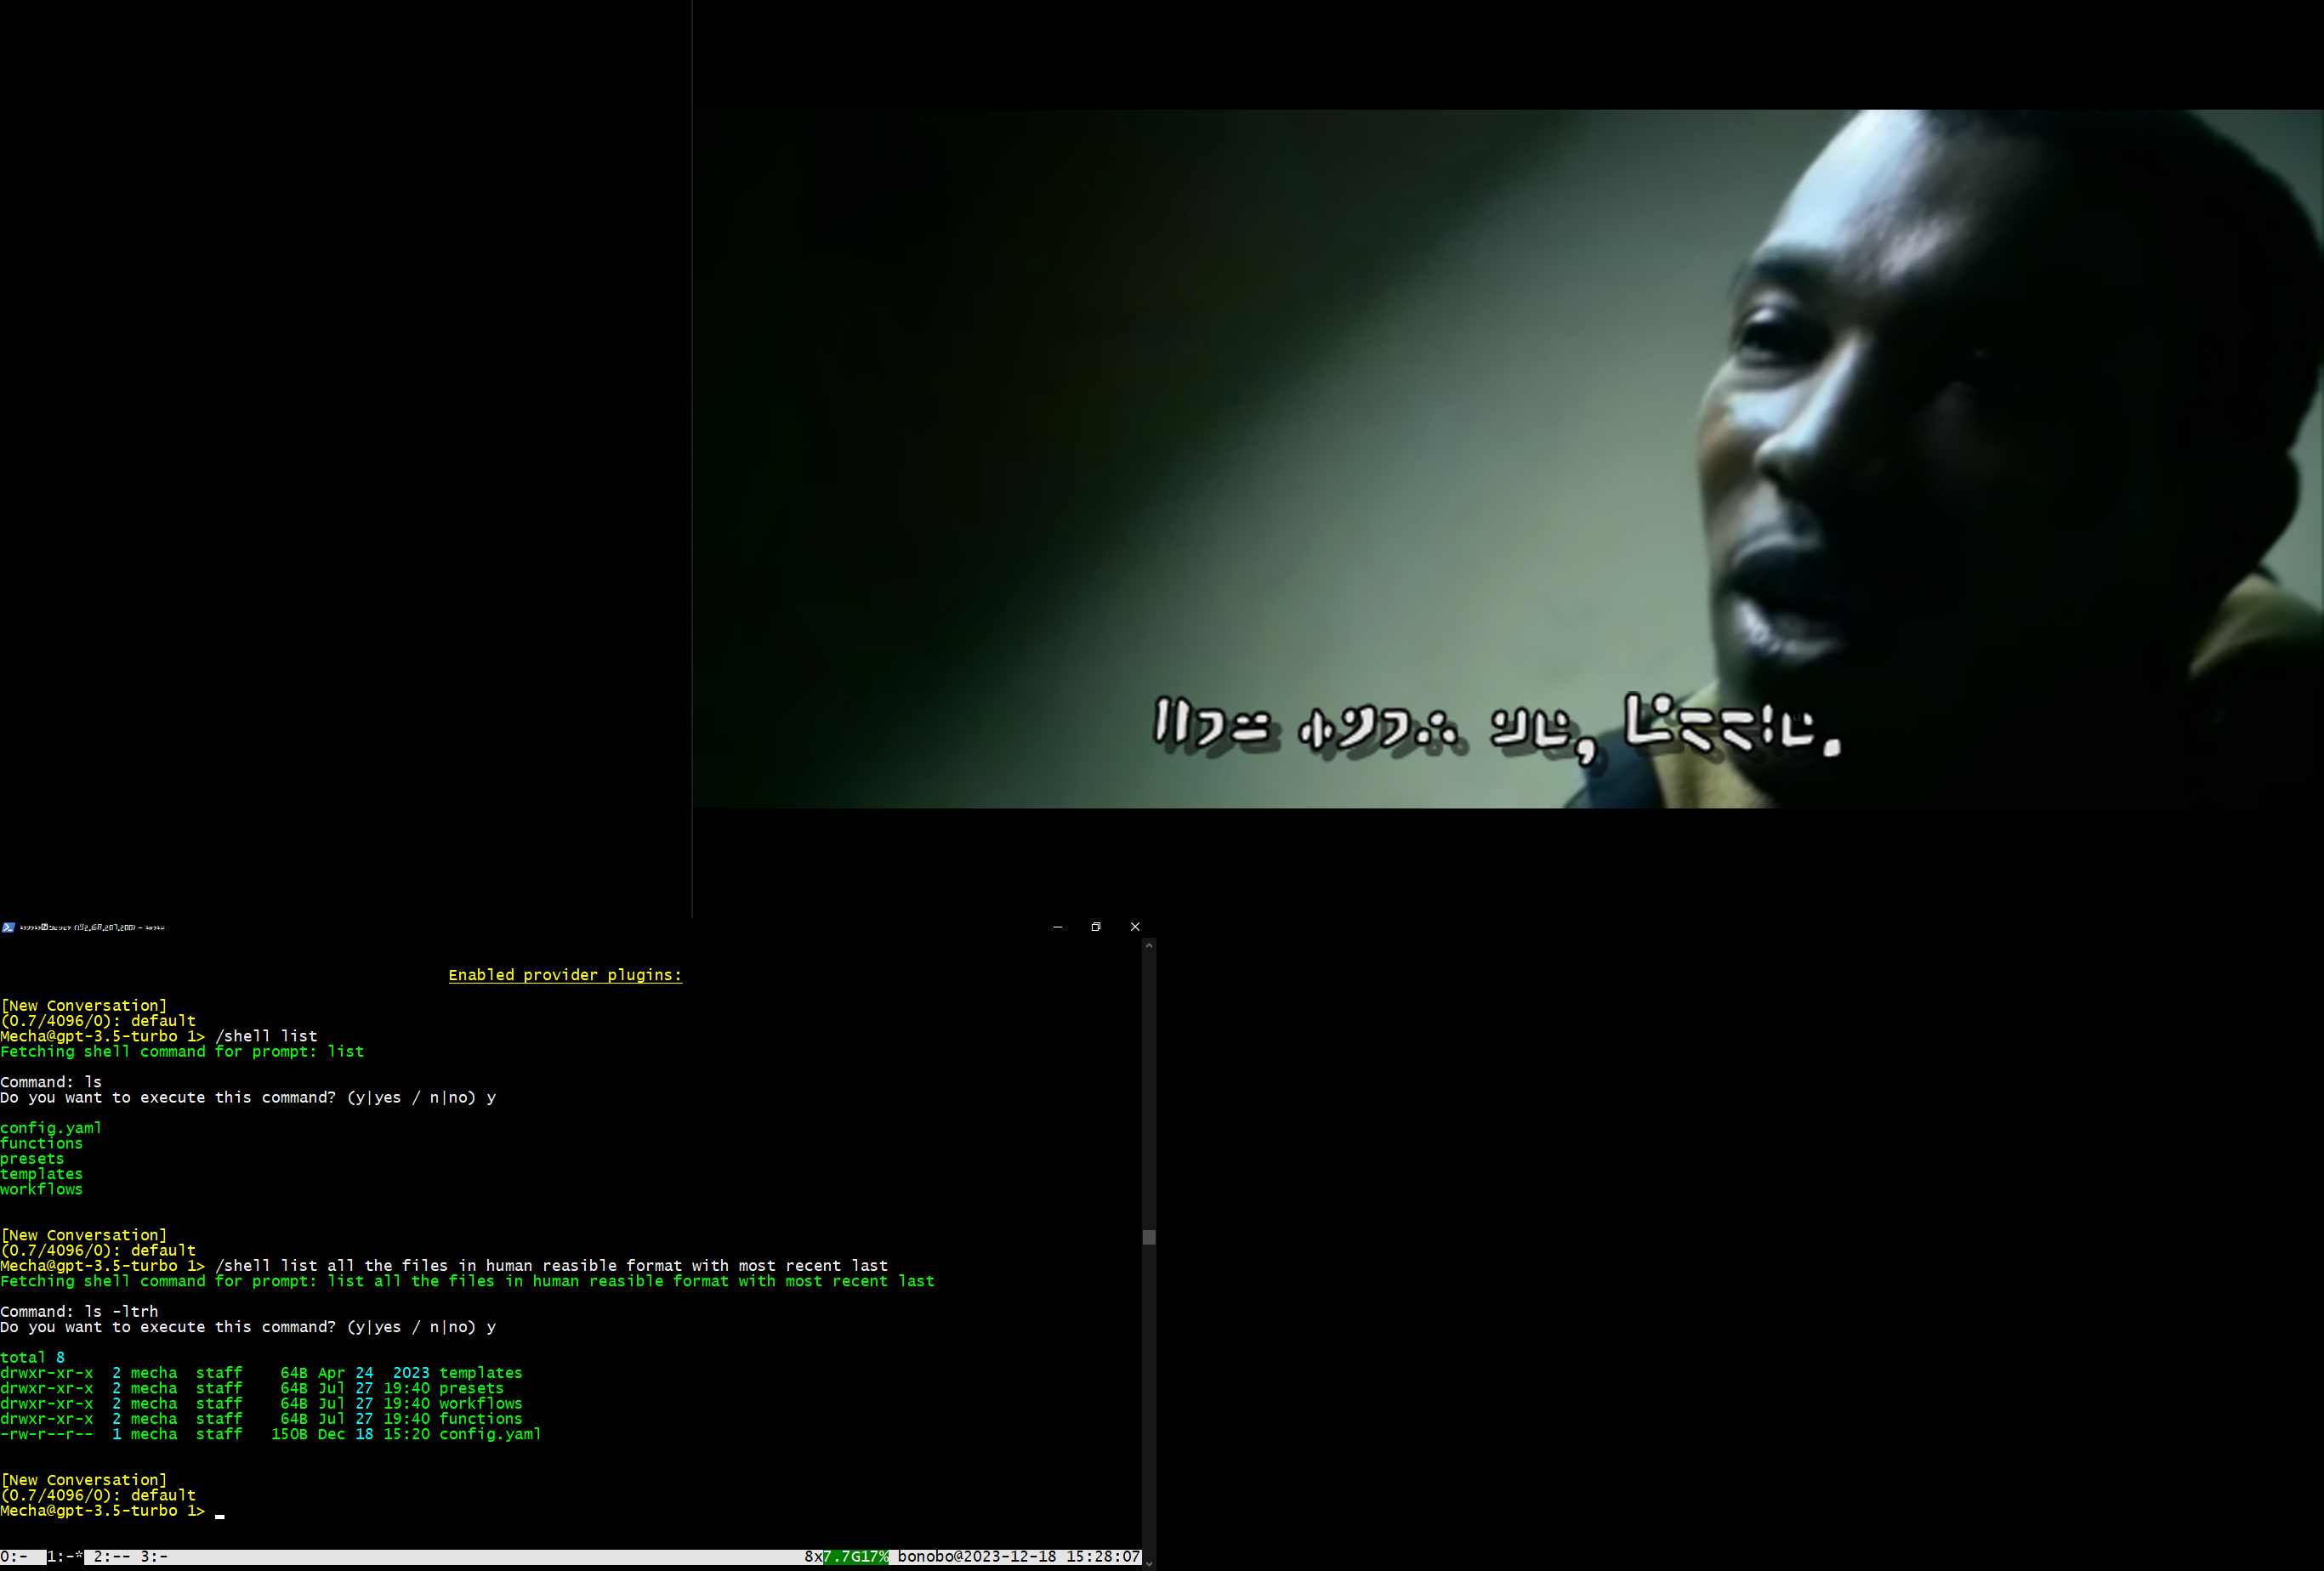 Enabled provider plugins:
[New Conversation]
(0.7/4096/0): default
Mecha@gpt-3.5-turbo 1> /shell list
Fetching shell command for prompt: list
Command: ls
Do you want to execute this command? (y|yes / n|no) y
config.yaml
functions
presets
templates
workflows
[New Conversation]
(0.7/4096/0): default
Mecha@gpt-3.5-turbo 1> /shell list all the files in human reasible format with most recent last
Fetching shell command for prompt: list all the files in human reasible format with most recent last
Command: ls -ltrh
Do you want to execute this command? (y|yes / n|no) y
total 8
drwxr-xr-x  2 mecha  staff    64B Apr 24  2023 templates
drwxr-xr-x  2 mecha  staff    64B Jul 27 19:40 presets
drwxr-xr-x  2 mecha  staff    64B Jul 27 19:40 workflows
drwxr-xr-x  2 mecha  staff    64B Jul 27 19:40 functions
-rw-r--r--  1 mecha  staff   150B Dec 18 15:20 config.yaml
[New Conversation]
(0.7/4096/0): default
Mecha@gpt-3.5-turbo 1>
0:-  1:-* 2:-- 3:- 8x7.7G17% bonobo@2023-12-18 15:28:07